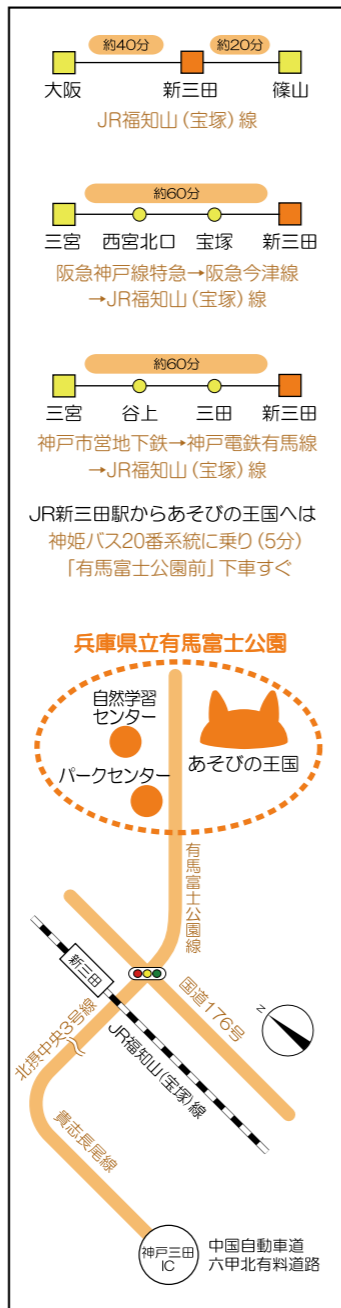 約40分 約20分
大阪 新三田 篠山
JR福知山(宝塚)線
約60分
三宮 西宮北口 宝塚 新三田
阪急神戸線特急→阪急今津線
→JR福知山(宝塚)線
約60分
三宮 谷上 三田 新三田
神戸市営地下鉄→神戸電鉄有馬線
→JR福知山(宝塚)線
JR新三田駅からあそびの王国へは
神姫バス20番系統に乗り(5分)
「有馬富士公園前」下車すぐ
兵庫県立有馬富士公園
自然学習
センター
あそびの王国
パークセンター
有馬富士公園線
新三田
国道176号
N
北摂中央3号線
JR福知山(宝塚)線
貴志長尾線
神戸三田
IC
中国自動車道
六甲北有料道路